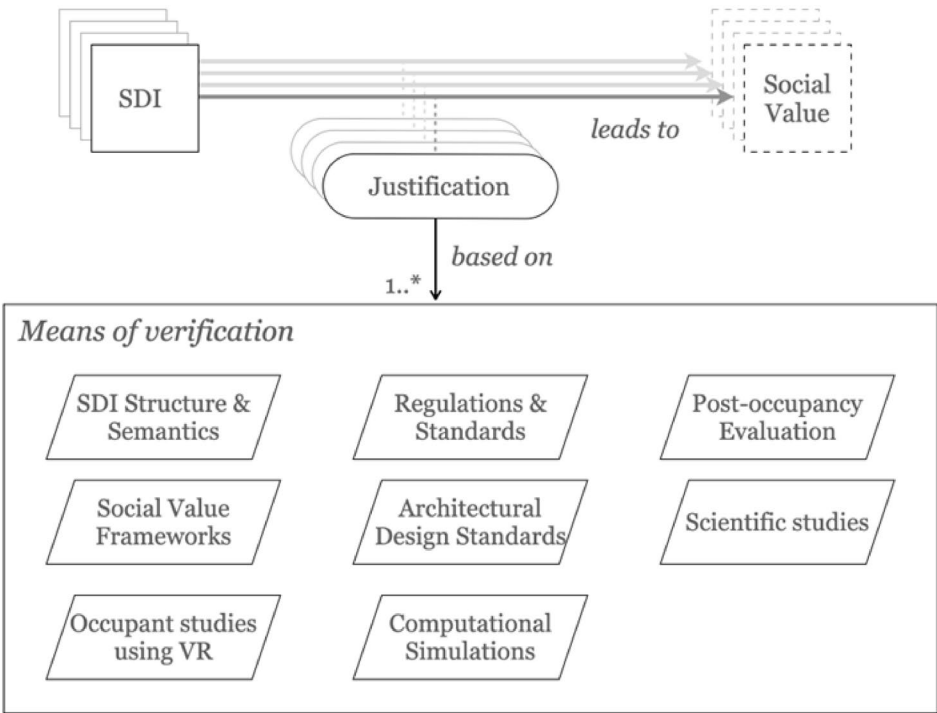 SDI
Social
Value
leads to
Justification
based on
1..*
Means of verification
SDI Structure &
Semantics
Regulations &
Standards
Post-occupancy
Evaluation
Social Value
Frameworks
Architectural
Design Standards
Scientific studies
Occupant studies
using VR
Computational
Simulations